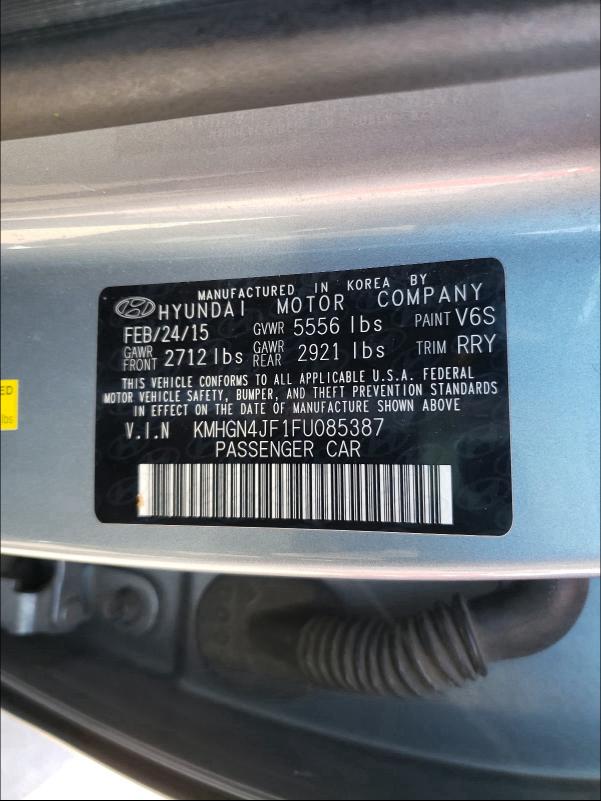 MANUFACTURED IN KOREA BY
HYUNDAI MOTOR COMPANY
FEB/24/15 GVWR 5556 lbs PAINT V6S
GAWR FRONT 2712 lbs GAWR REAR 2921 lbs TRIM RRY
THIS VEHICLE CONFORMS TO ALL APPLICABLE U.S.A. FEDERAL
MOTOR VEHICLE SAFETY, BUMPER, AND THEFT PREVENTION STANDARDS
IN EFFECT ON THE DATE OF MANUFACTURE SHOWN ABOVE
V.I.N KMHGN4JF1FU085387
PASSENGER CAR
lbs